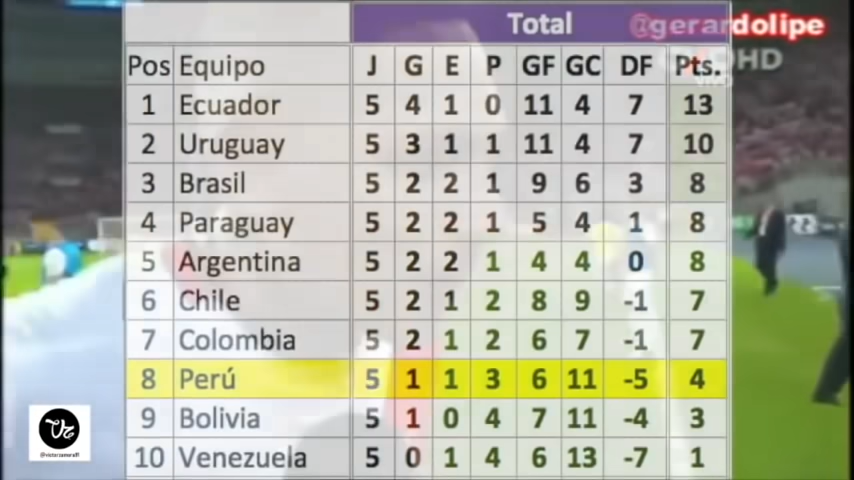 Total
@gerardolipe
HD
Pos Equipo J G E P GF GC DF Pts.
1 Ecuador 5 4 1 0 11 4 7 13
2 Uruguay 5 3 1 1 11 4 7 10
3 Brasil 5 2 2 1 9 6 3 8
4 Paraguay 5 2 2 1 5 4 1 8
5 Argentina 5 2 2 1 4 4 0 8
6 Chile 5 2 1 2 8 9 -1 7
7 Colombia 5 2 1 2 6 7 -1 7
8 Perú 5 1 1 3 6 11 -5 4
9 Bolivia 5 1 0 4 7 11 -4 3
10 Venezuela 5 0 1 4 6 13 -7 1